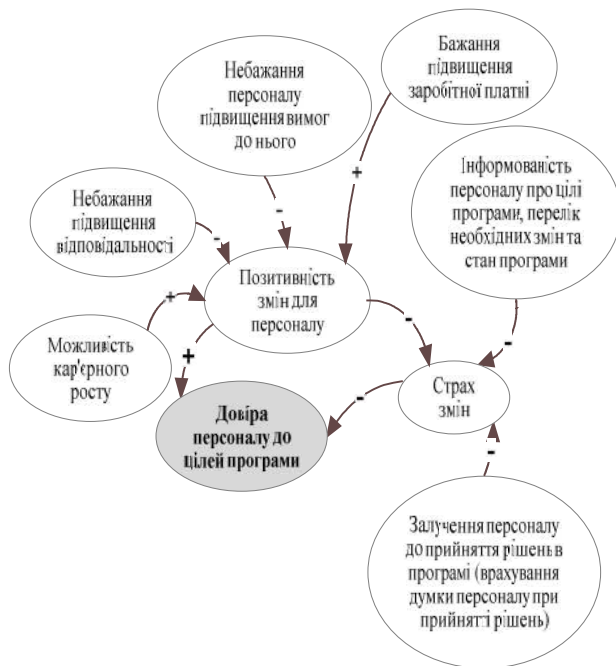 Бажання
підвищення
заробітної платні
Небажання
персоналу
підвищення вимог
до нього
Інформованість
персоналу про цілі
програми, перелік
необхідних змін та
стан програми
Небажання
підвищення
відповідальності
Позитивність
змін для
персоналу
Можливість
кар'єрного
росту
Страх
змін
Довіра
персоналу до
цілей програми
Залучення персоналу
до прийняття рішень в
програмі (врахування
думки персоналу при
прийнятті рішень)
+
-
-
+
+
-
-
-
-